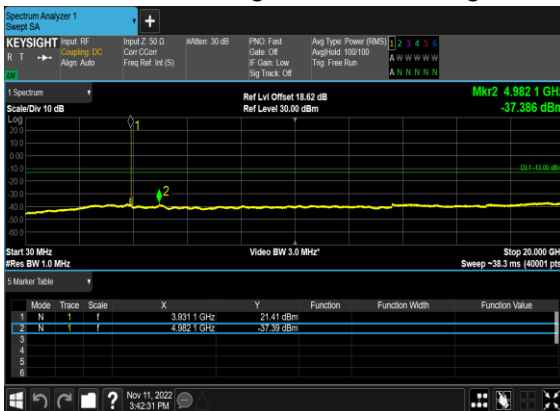 Spectrum Analyzer 1
Swept SA
+
KEYSIGHT
R T
LV
Input: RF
Coupling: DC
Align: Auto
Input Z: 50 Ω
Corr CCorr
Freq Ref: Int (S)
#Atten: 30 dB
PNO: Fast
Gate: Off
IF Gain: Low
Sig Track: Off
Avg Type: Power (RMS)
Avg|Hold: 100/100
Trig: Free Run
1 2 3 4 5 6
A W W W W W
A N N N N N
1 Spectrum
Scale/Div 10 dB
Ref Lvl Offset 18.62 dB
Ref Level 30.00 dBm
Mkr2 4.982 1 GHz
-37.386 dBm
Log
20.0
10.0
0.00
-10.0
-20.0
-30.0
-40.0
-50.0
-60.0
1
2
DL1 -13.00 dBm
Start 30 MHz
#Res BW 1.0 MHz
Video BW 3.0 MHz*
Stop 20.000 GH
Sweep ~38.3 ms (40001 pts
5 Marker Table
Mode Trace Scale X Y Function Function Width Function Value
1 N 1 f 3.931 1 GHz 21.41 dBm
2 N 1 f 4.982 1 GHz -37.39 dBm
3
4
5
6
?
Nov 11, 2022
3:42:31 PM